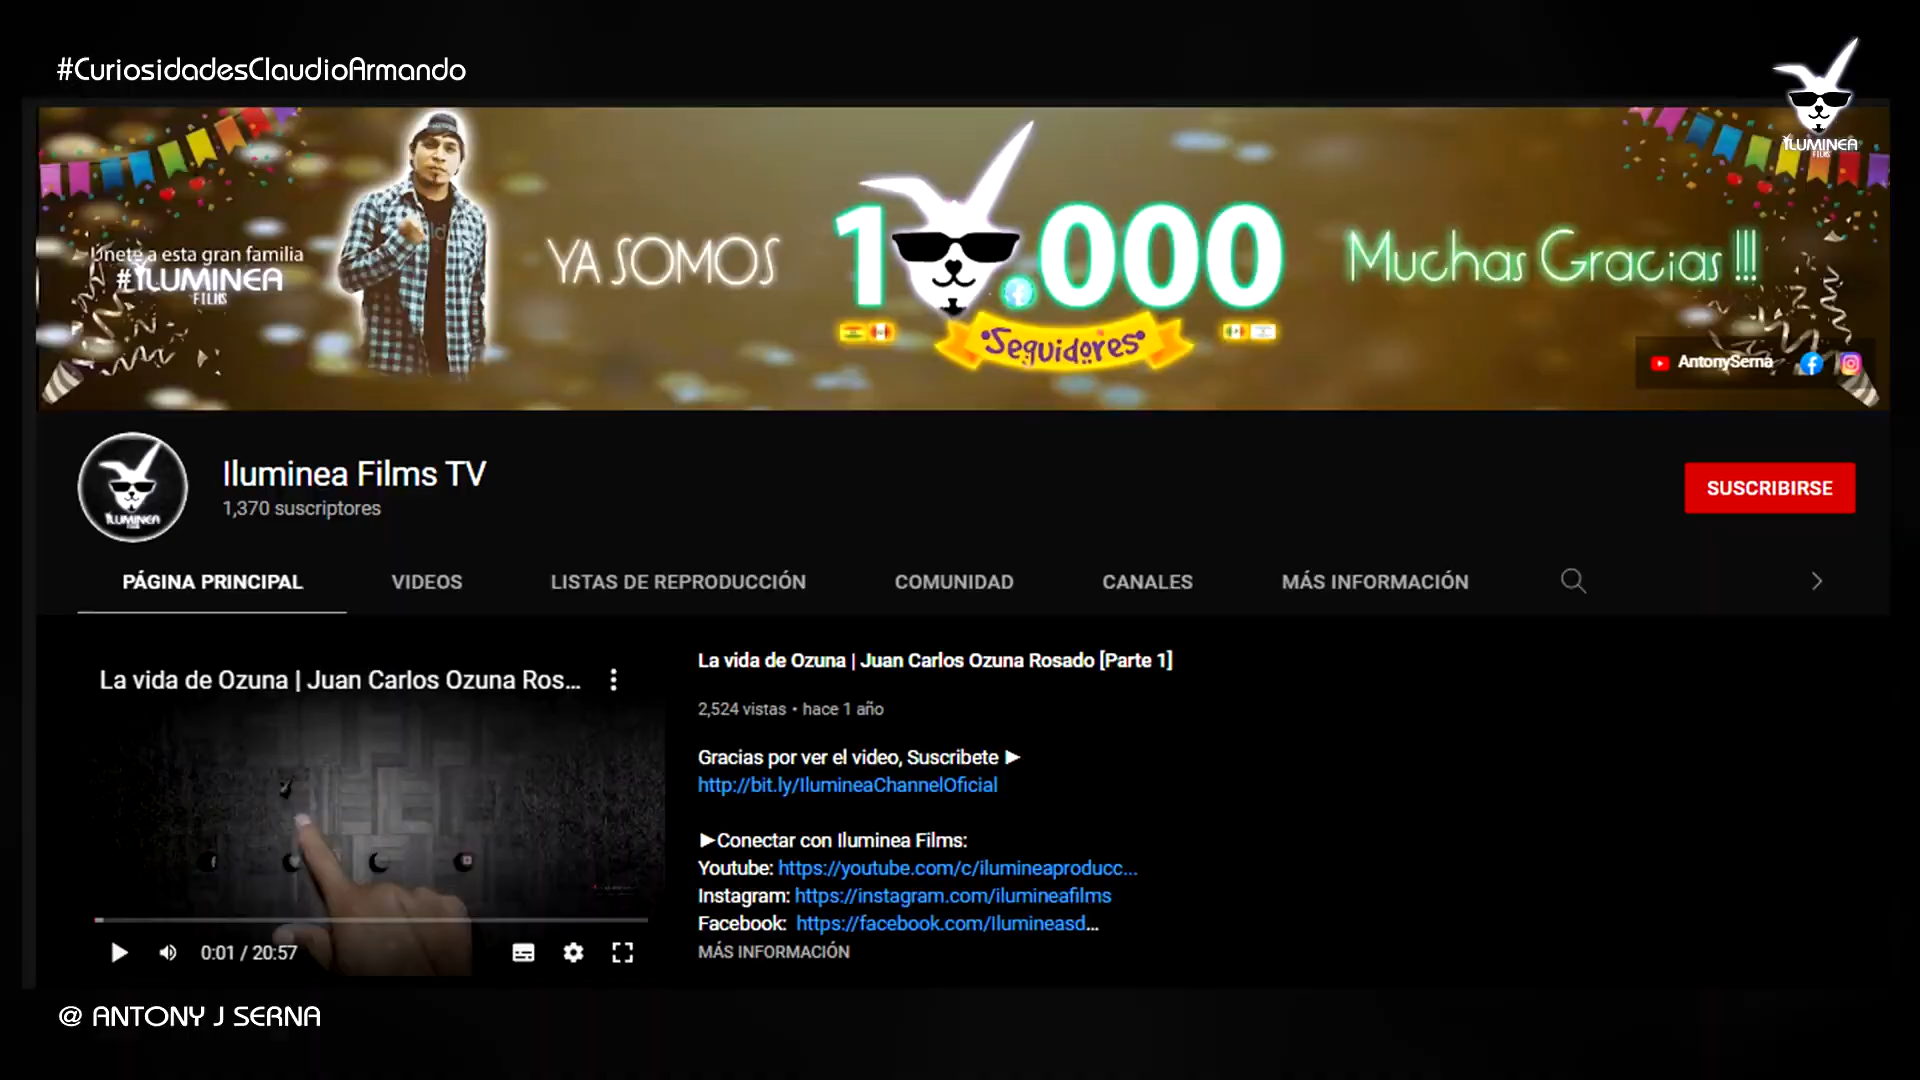 #CuriosidadesClaudioArmando
ILUMINEA
FILMS
Únete a esta gran familia
#ILUMINEA
FILMS
YA SOMOS
1 .000
Seguidores
Muchas Gracias !!!
AntonySerna
ILUMINEA
Iluminea Films TV
1,370 suscriptores
SUSCRIBIRSE
PÁGINA PRINCIPAL
VIDEOS
LISTAS DE REPRODUCCIÓN
COMUNIDAD
CANALES
MÁS INFORMACIÓN
La vida de Ozuna | Juan Carlos Ozuna Ros...
La vida de Ozuna | Juan Carlos Ozuna Rosado [Parte 1]
2,524 vistas • hace 1 año
Gracias por ver el video, Suscribete ►
http://bit.ly/IlumineaChannelOficial
►Conectar con Iluminea Films:
Youtube: https://youtube.com/c/ilumineaproducc...
Instagram: https://instagram.com/ilumineafilms
Facebook: https://facebook.com/Ilumineasd...
MÁS INFORMACIÓN
0:01 / 20:57
@ ANTONY J SERNA